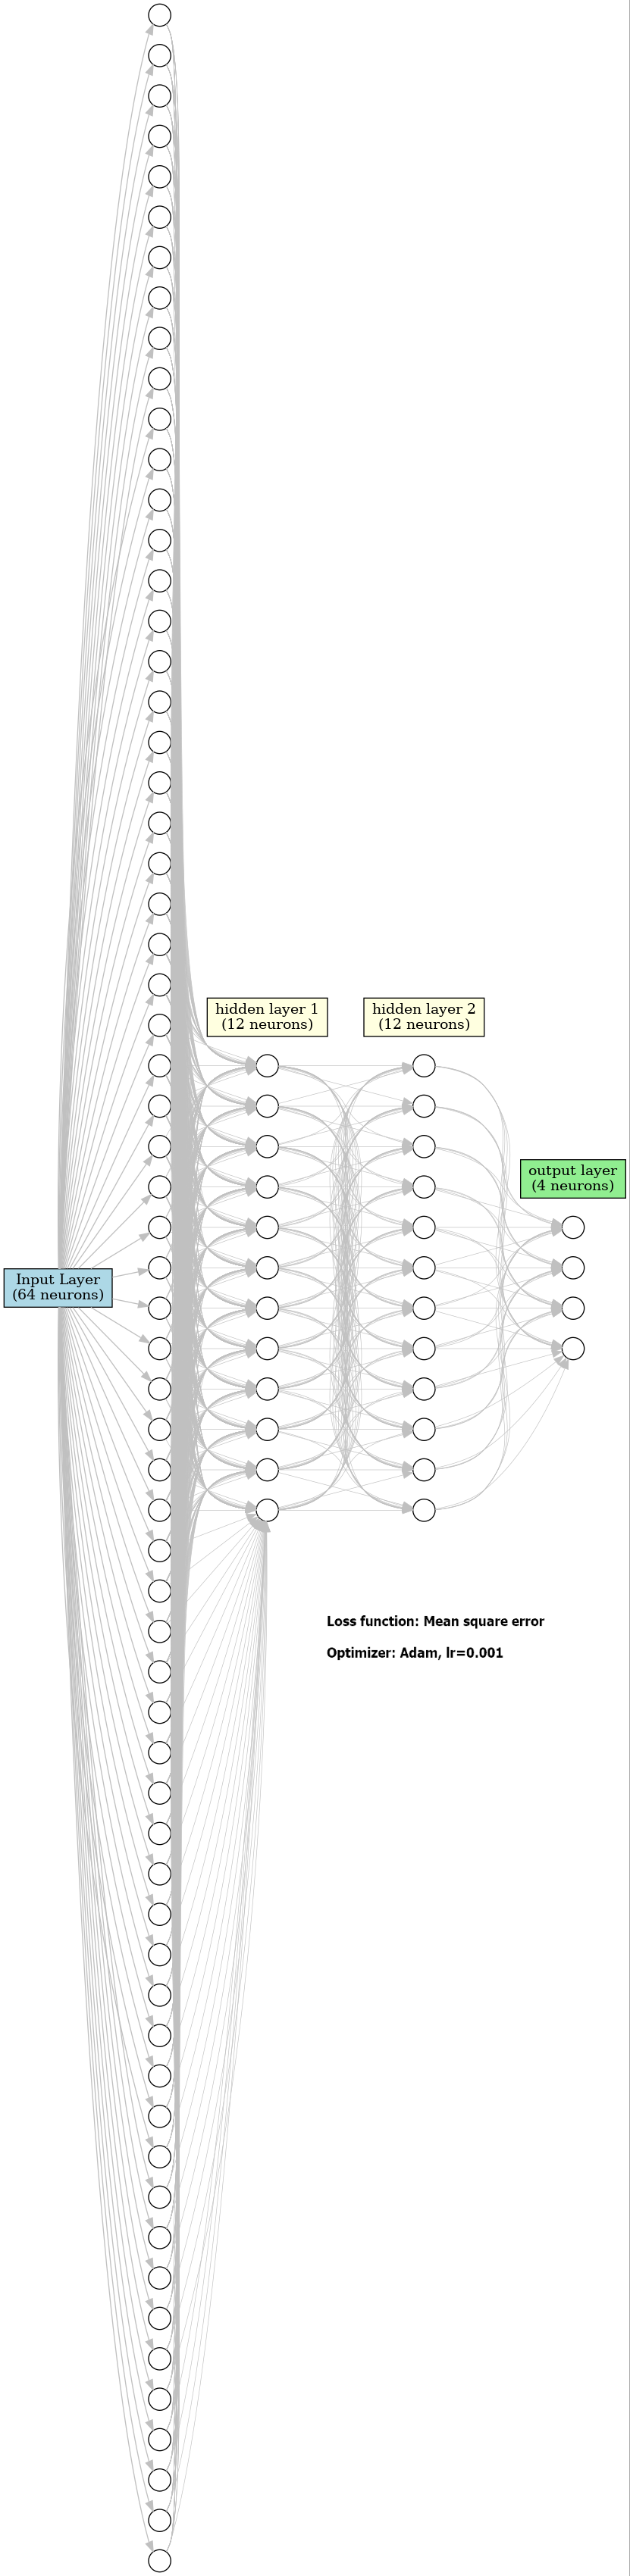 hidden layer 1
(12 neurons)
hidden layer 2
(12 neurons)
output layer
(4 neurons)
Input Layer
(64 neurons)
Loss function: Mean square error
Optimizer: Adam, lr=0.001